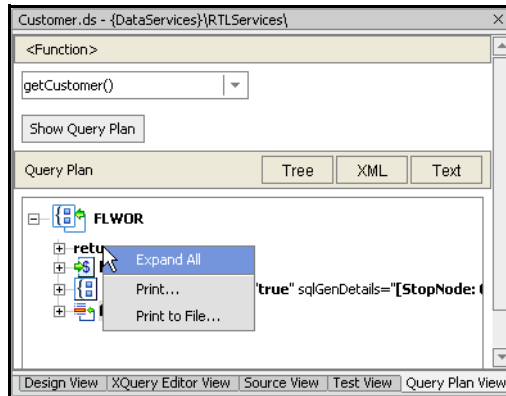 Customer.ds - {DataServices}\RTLServices\
<Function>
getCustomer()
Show Query Plan
Query Plan Tree XML Text
FLWOR
retu
Expand All
Print...
"true" sqlGenDetails="[StopNode:
Print to File...
Design View XQuery Editor View Source View Test View Query Plan View